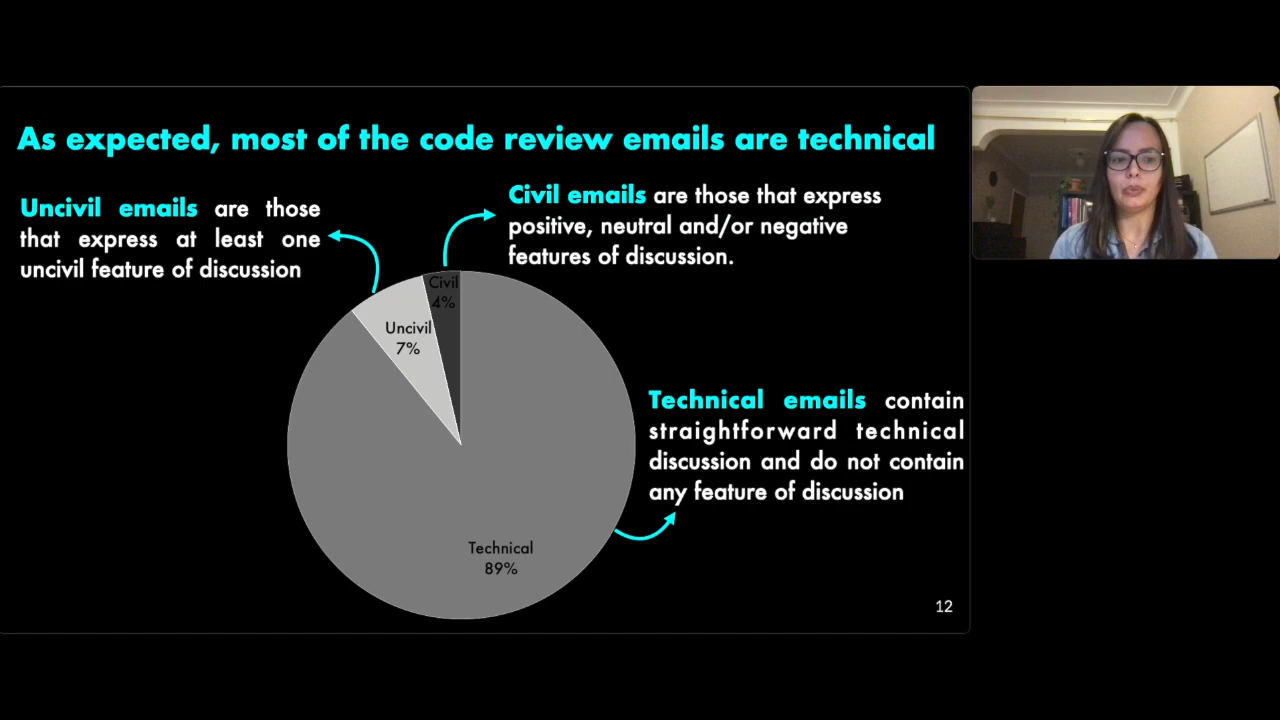 As expected, most of the code review emails are technical
Uncivil emails are those
that express at least one
uncivil feature of discussion
Civil emails are those that express
positive, neutral and/or negative
features of discussion.
Civil
4%
Uncivil
7%
Technical emails contain
straightforward technical
discussion and do not contain
any feature of discussion
Technical
89%
12